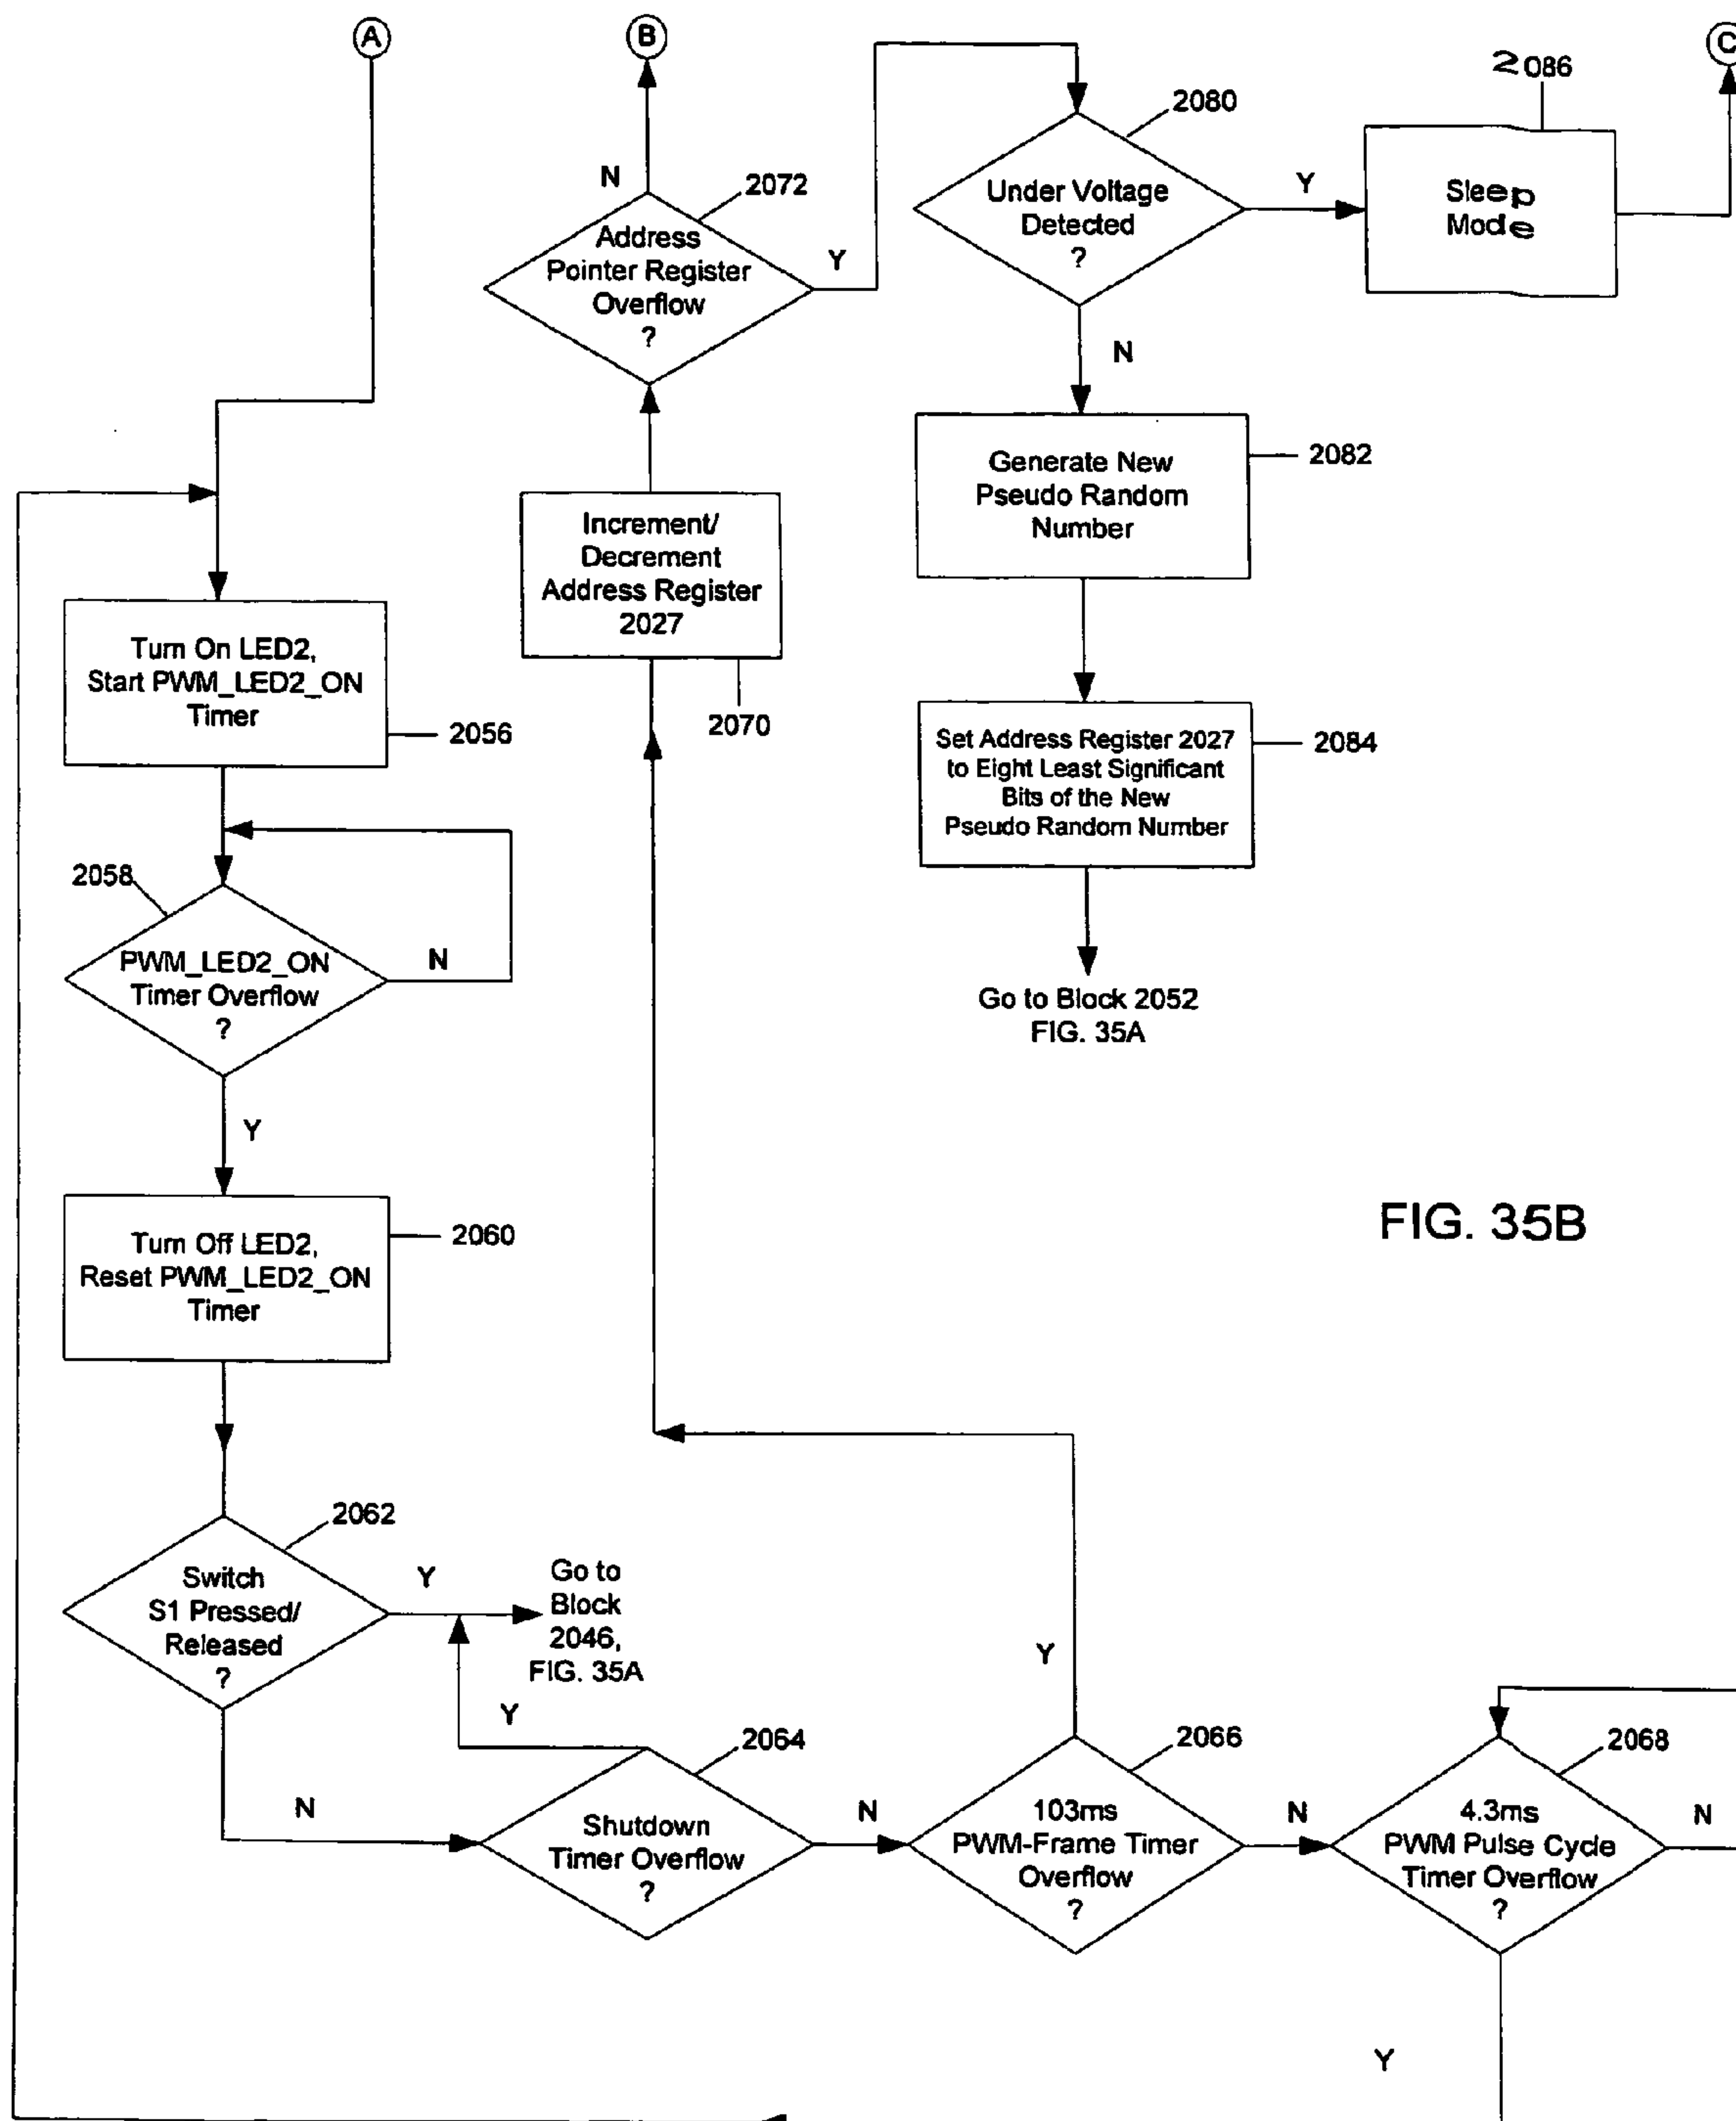 A
B
C
2086
2080
Under Voltage
Detected
?
Y
Sleep
Mode
N
2072
Address
Pointer Register
Overflow
?
Y
N
Generate New
Pseudo Random
Number
2082
Increment/
Decrement
Address Register
2027
2070
Turn On LED2,
Start PWM_LED2_ON
Timer
2056
Set Address Register 2027
to Eight Least Significant
Bits of the New
Pseudo Random Number
2084
2058
PWM_LED2_ON
Timer Overflow
?
N
Go to Block 2052
FIG. 35A
Y
Turn Off LED2,
Reset PWM_LED2_ON
Timer
2060
FIG. 35B
2062
Switch
S1 Pressed/
Released
?
Y
Go to
Block
2046,
FIG. 35A
N
Y
2064
Shutdown
Timer Overflow
?
N
Y
2066
103ms
PWM-Frame Timer
Overflow
?
N
2068
4.3ms
PWM Pulse Cycle
Timer Overflow
?
N
Y